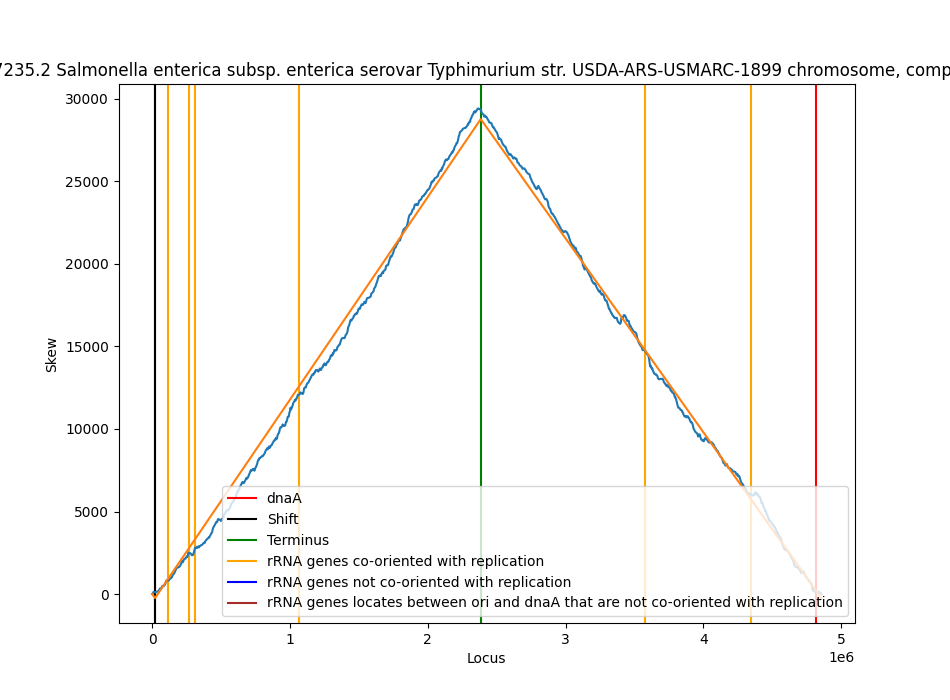 7235.2 Salmonella enterica subsp. enterica serovar Typhimurium str. USDA-ARS-USMARC-1899 chromosome, comp
30000
25000
20000
15000
10000
5000
0
Skew
dnaA
Shift
Terminus
rRNA genes co-oriented with replication
rRNA genes not co-oriented with replication
rRNA genes locates between ori and dnaA that are not co-oriented with replication
0 1 2 3 4 5
1e6
Locus